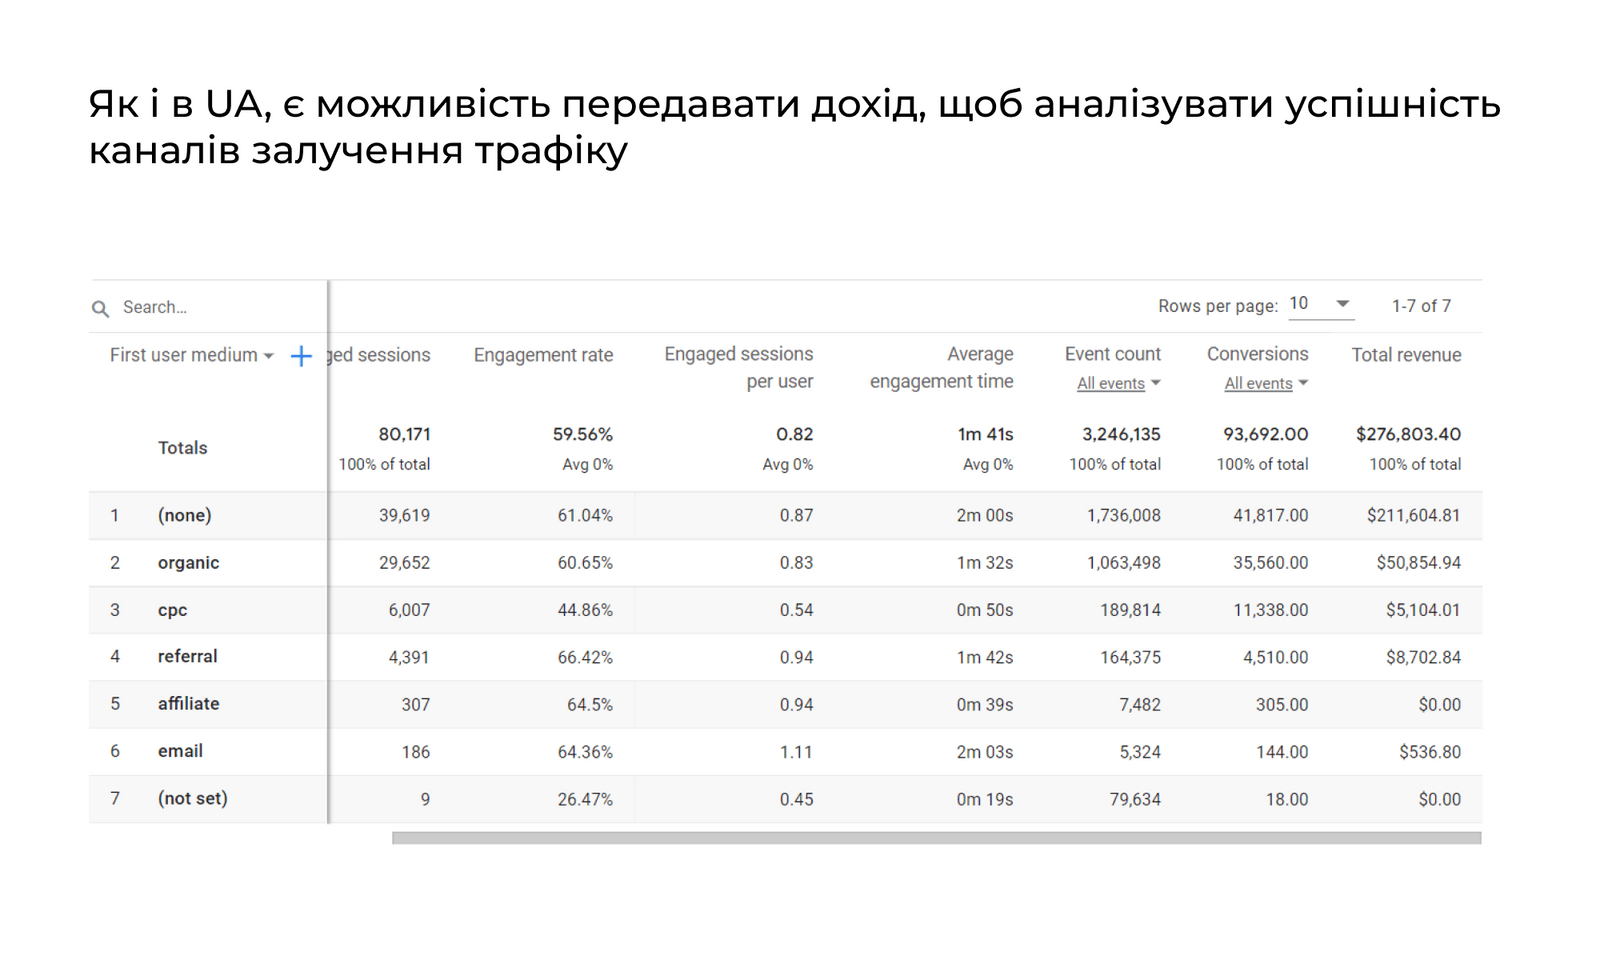 Як і в UA, є можливість передавати дохід, щоб аналізувати успішність
каналів залучення трафіку
Search...
Rows per page: 10 1-7 of 7
First user medium ged sessions Engagement rate Engaged sessions per user Average engagement time Event count All events Conversions All events Total revenue
Totals 80,171 59.56% 0.82 1m 41s 3,246,135 93,692.00 $276,803.40
100% of total Avg 0% Avg 0% Avg 0% 100% of total 100% of total 100% of total
1 (none) 39,619 61.04% 0.87 2m 00s 1,736,008 41,817.00 $211,604.81
2 organic 29,652 60.65% 0.83 1m 32s 1,063,498 35,560.00 $50,854.94
3 cpc 6,007 44.86% 0.54 0m 50s 189,814 11,338.00 $5,104.01
4 referral 4,391 66.42% 0.94 1m 42s 164,375 4,510.00 $8,702.84
5 affiliate 307 64.5% 0.94 0m 39s 7,482 305.00 $0.00
6 email 186 64.36% 1.11 2m 03s 5,324 144.00 $536.80
7 (not set) 9 26.47% 0.45 0m 19s 79,634 18.00 $0.00